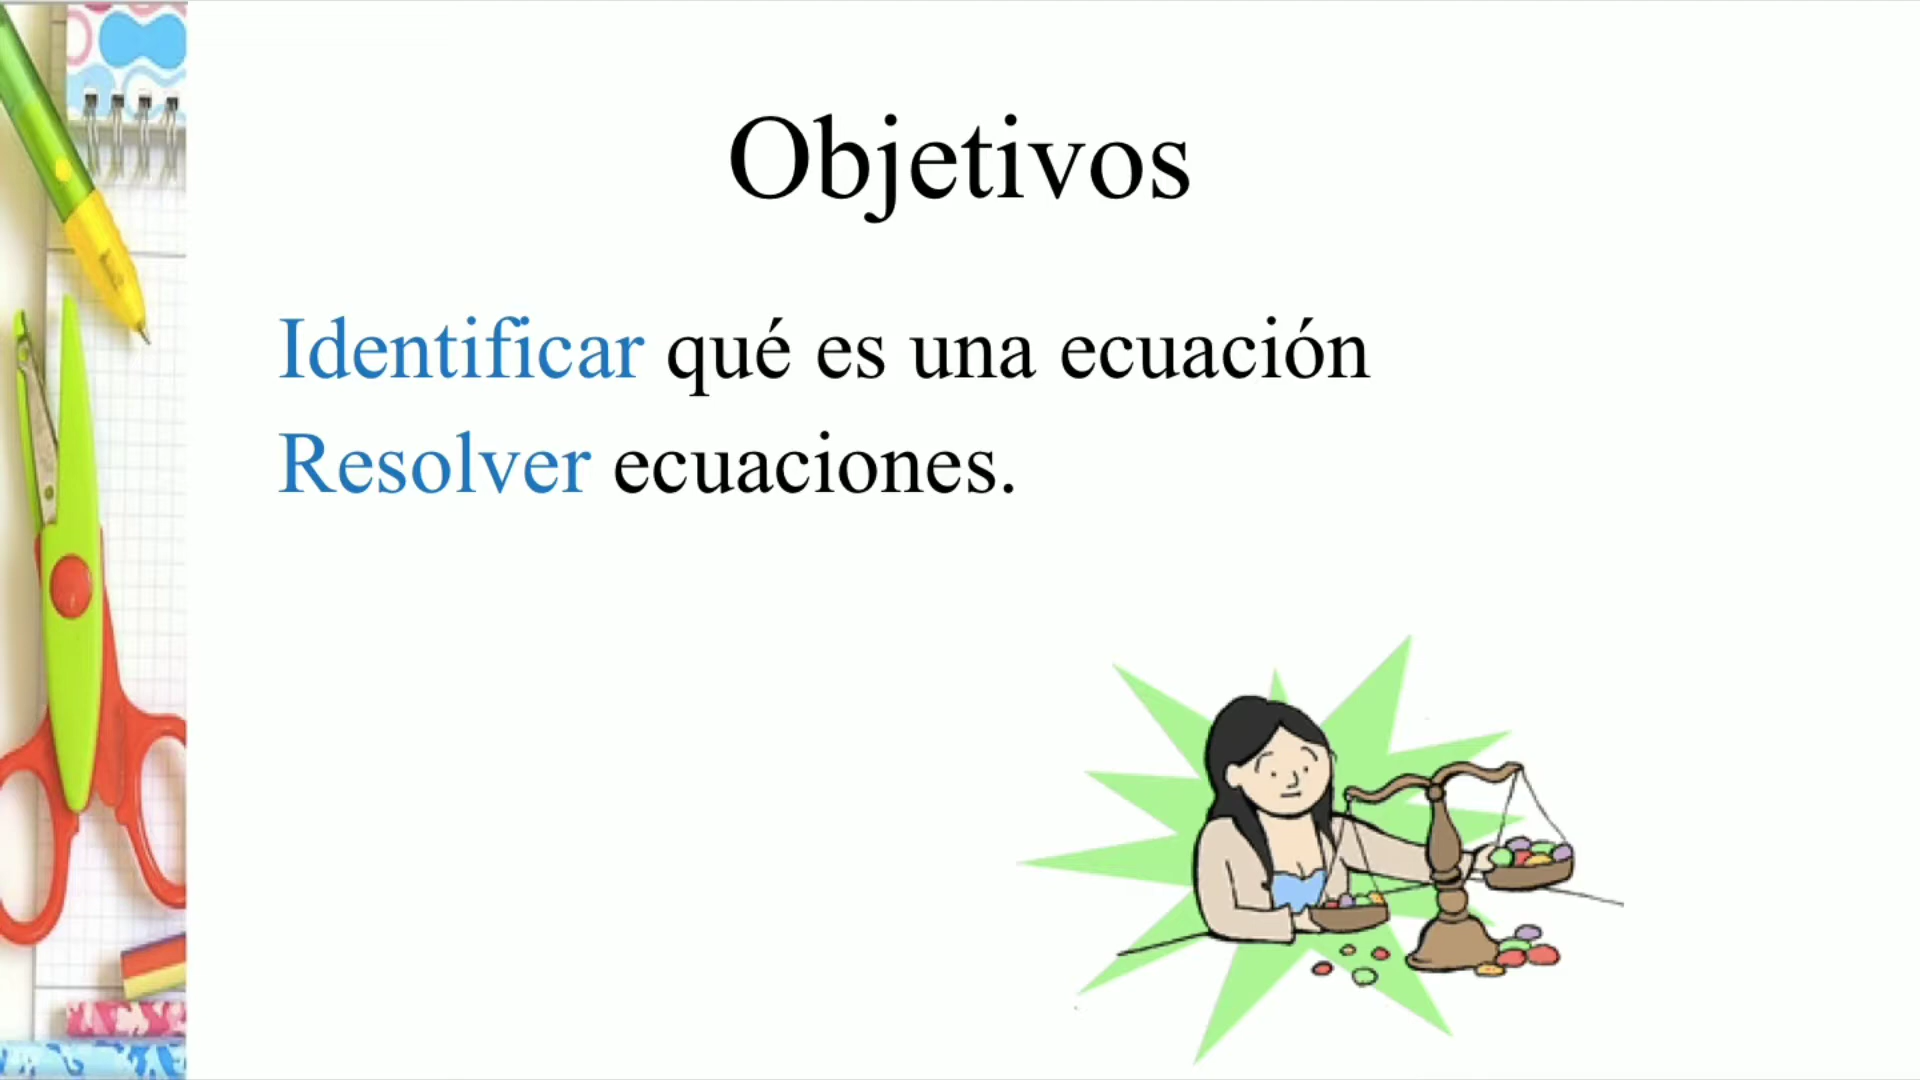 Objetivos
Identificar qué es una ecuación
Resolver ecuaciones.